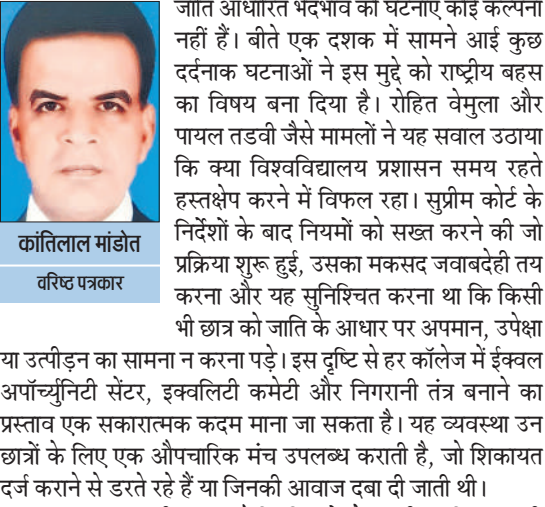 जाति आधारित भेदभाव की घटनाएं कोई कल्पना
नहीं हैं। बीते एक दशक में सामने आई कुछ
दर्दनाक घटनाओं ने इस मुद्दे को राष्ट्रीय बहस
का विषय बना दिया है। रोहित वेमुला और
पायल तडवी जैसे मामलों ने यह सवाल उठाया
कि क्या विश्वविद्यालय प्रशासन समय रहते
हस्तक्षेप करने में विफल रहा। सुप्रीम कोर्ट के
निर्देशों के बाद नियमों को सख्त करने की जो
प्रक्रिया शुरू हुई, उसका मकसद जवाबदेही तय
करना और यह सुनिश्चित करना था कि किसी
भी छात्र को जाति के आधार पर अपमान, उपेक्षा
कांतिलाल मांडोत
वरिष्ठ पत्रकार
या उत्पीड़न का सामना न करना पड़े। इस दृष्टि से हर कॉलेज में ईक्वल
अपॉर्च्युनिटी सेंटर, इक्वलिटी कमेटी और निगरानी तंत्र बनाने का
प्रस्ताव एक सकारात्मक कदम माना जा सकता है। यह व्यवस्था उन
छात्रों के लिए एक औपचारिक मंच उपलब्ध कराती है, जो शिकायत
दर्ज कराने से डरते रहे हैं या जिनकी आवाज दबा दी जाती थी।